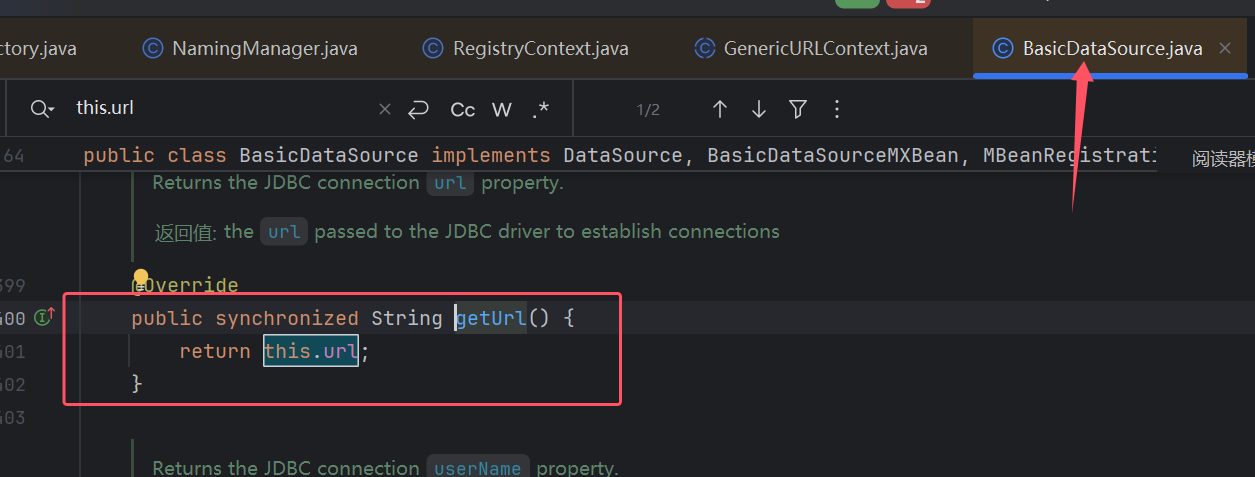 ctory.java NamingManager.java RegistryContext.java GenericURLContext.java BasicDataSource.java
this.url Cc W .* 1/2
64 public class BasicDataSource implements DataSource, BasicDataSourceMXBean, MBeanRegistrati 阅读器模
Returns the JDBC connection url property.
返回值: the url passed to the JDBC driver to establish connections
399 @Override
400 public synchronized String getUrl() {
401 return this.url;
402 }
403
Returns the JDBC connection userName property.